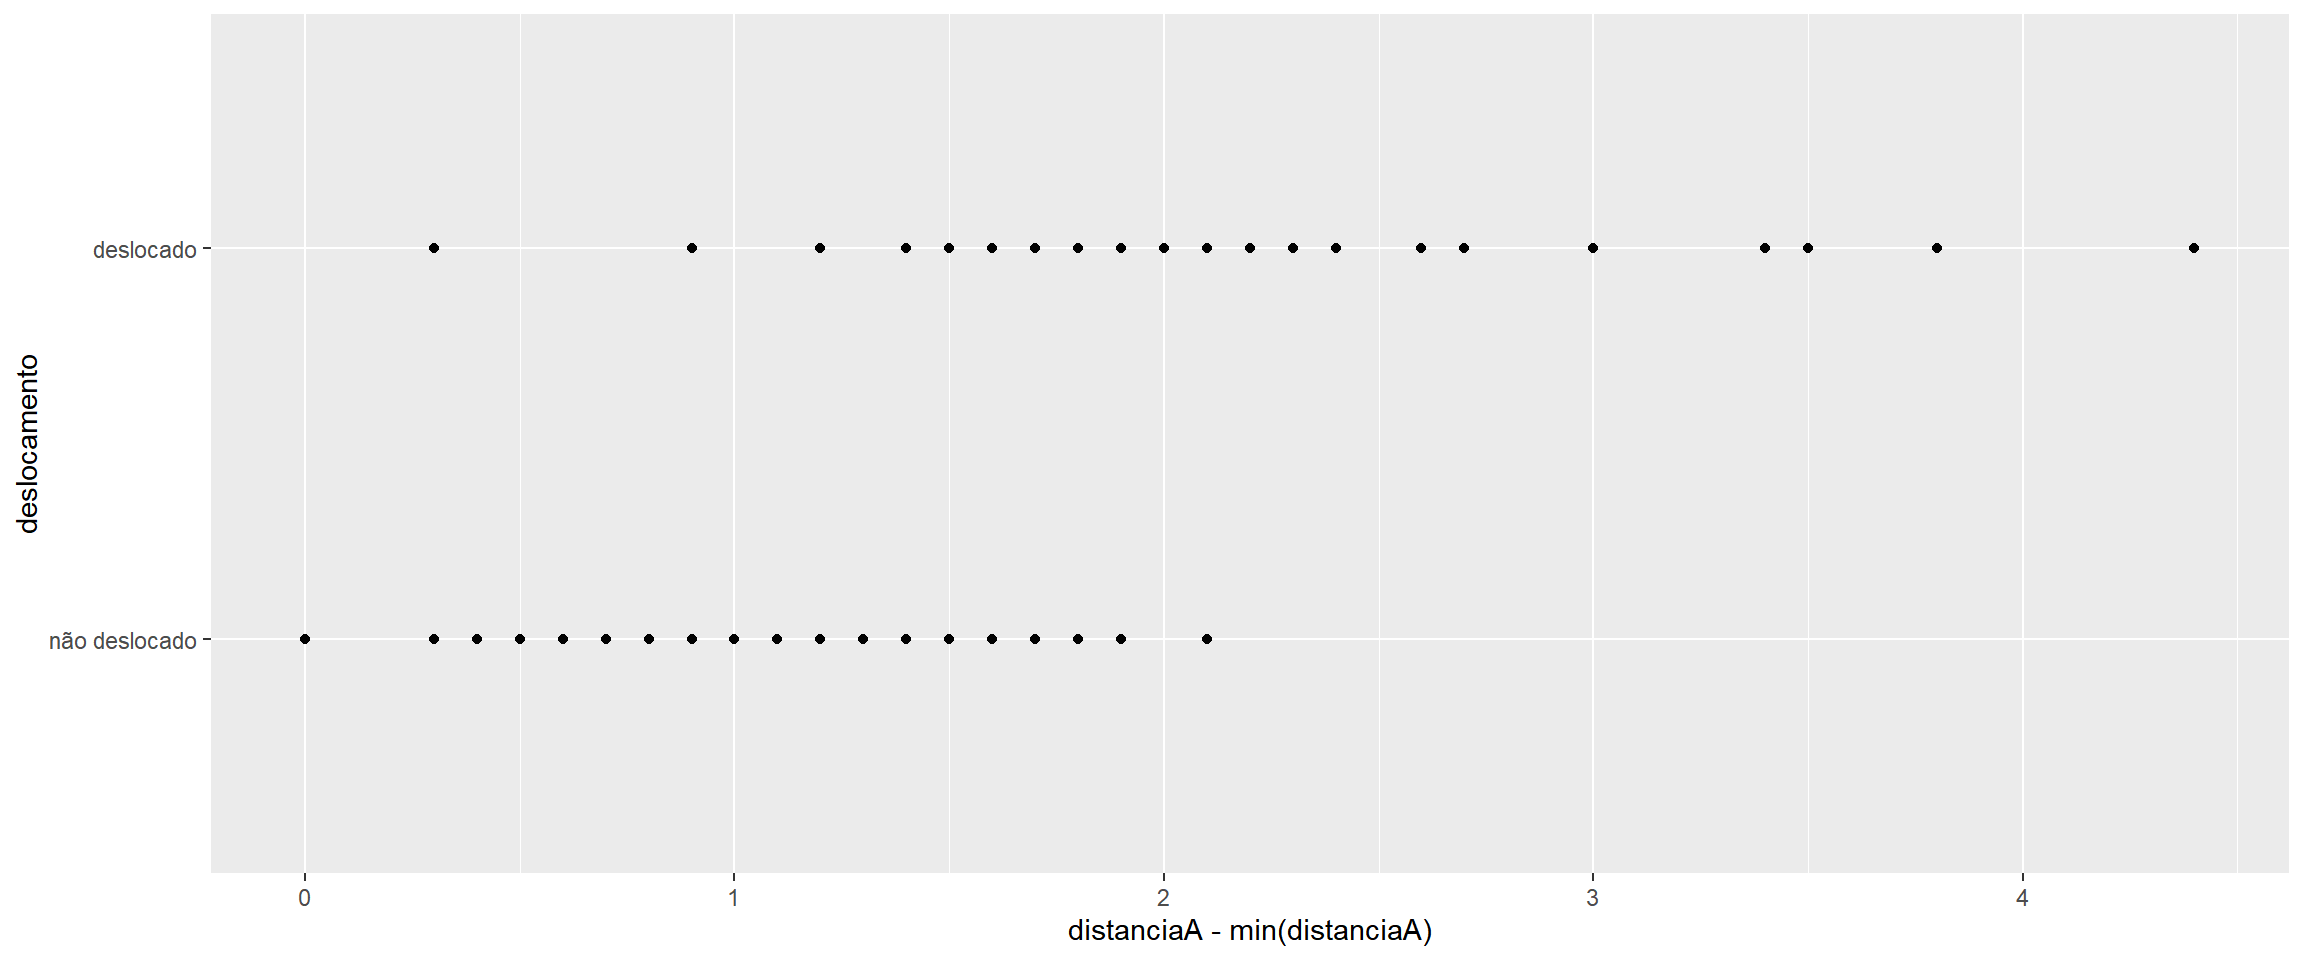 deslocamento
deslocado
não deslocado
0 1 2 3 4
distanciaA - min(distanciaA)